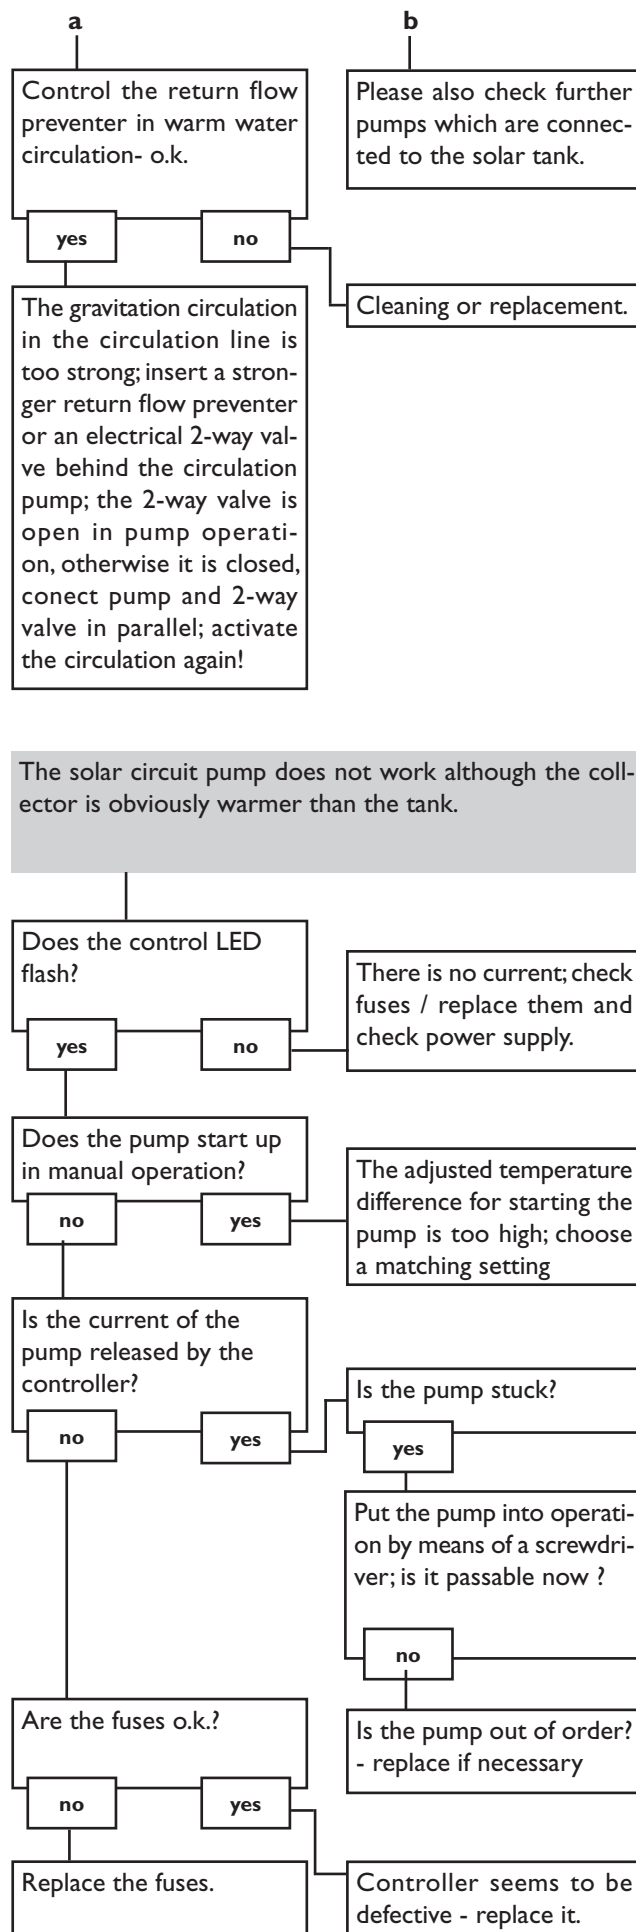 a
b
Control the return flow
preventer in warm water
circulation- o.k.
Please also check further
pumps which are connec-
ted to the solar tank.
yes
no
The gravitation circulation
in the circulation line is
too strong; insert a stron-
ger return flow preventer
or an electrical 2-way val-
ve behind the circulation
pump; the 2-way valve is
open in pump operati-
on, otherwise it is closed,
conect pump and 2-way
valve in parallel; activate
the circulation again!
Cleaning or replacement.
The solar circuit pump does not work although the coll-
ector is obviously warmer than the tank.
Does the control LED
flash?
yes
no
There is no current; check
fuses / replace them and
check power supply.
Does the pump start up
in manual operation?
no
yes
The adjusted temperature
difference for starting the
pump is too high; choose
a matching setting
Is the current of the
pump released by the
controller?
no
yes
Is the pump stuck?
yes
Put the pump into operati-
on by means of a screwdri-
ver; is it passable now ?
no
Is the pump out of order?
- replace if necessary
Are the fuses o.k.?
no
yes
Replace the fuses.
Controller seems to be
defective - replace it.